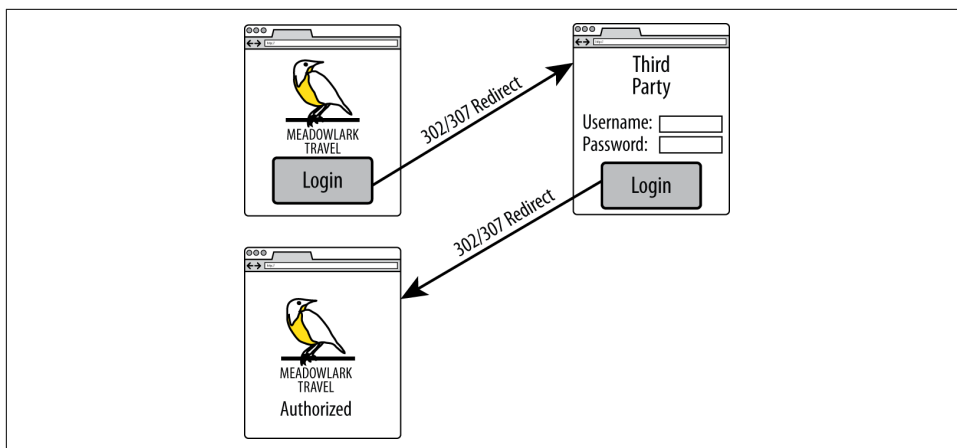 MEADOWLARK
TRAVEL
Login
302/307 Redirect
Third
Party
Username:
Password:
Login
302/307 Redirect
MEADOWLARK
TRAVEL
Authorized